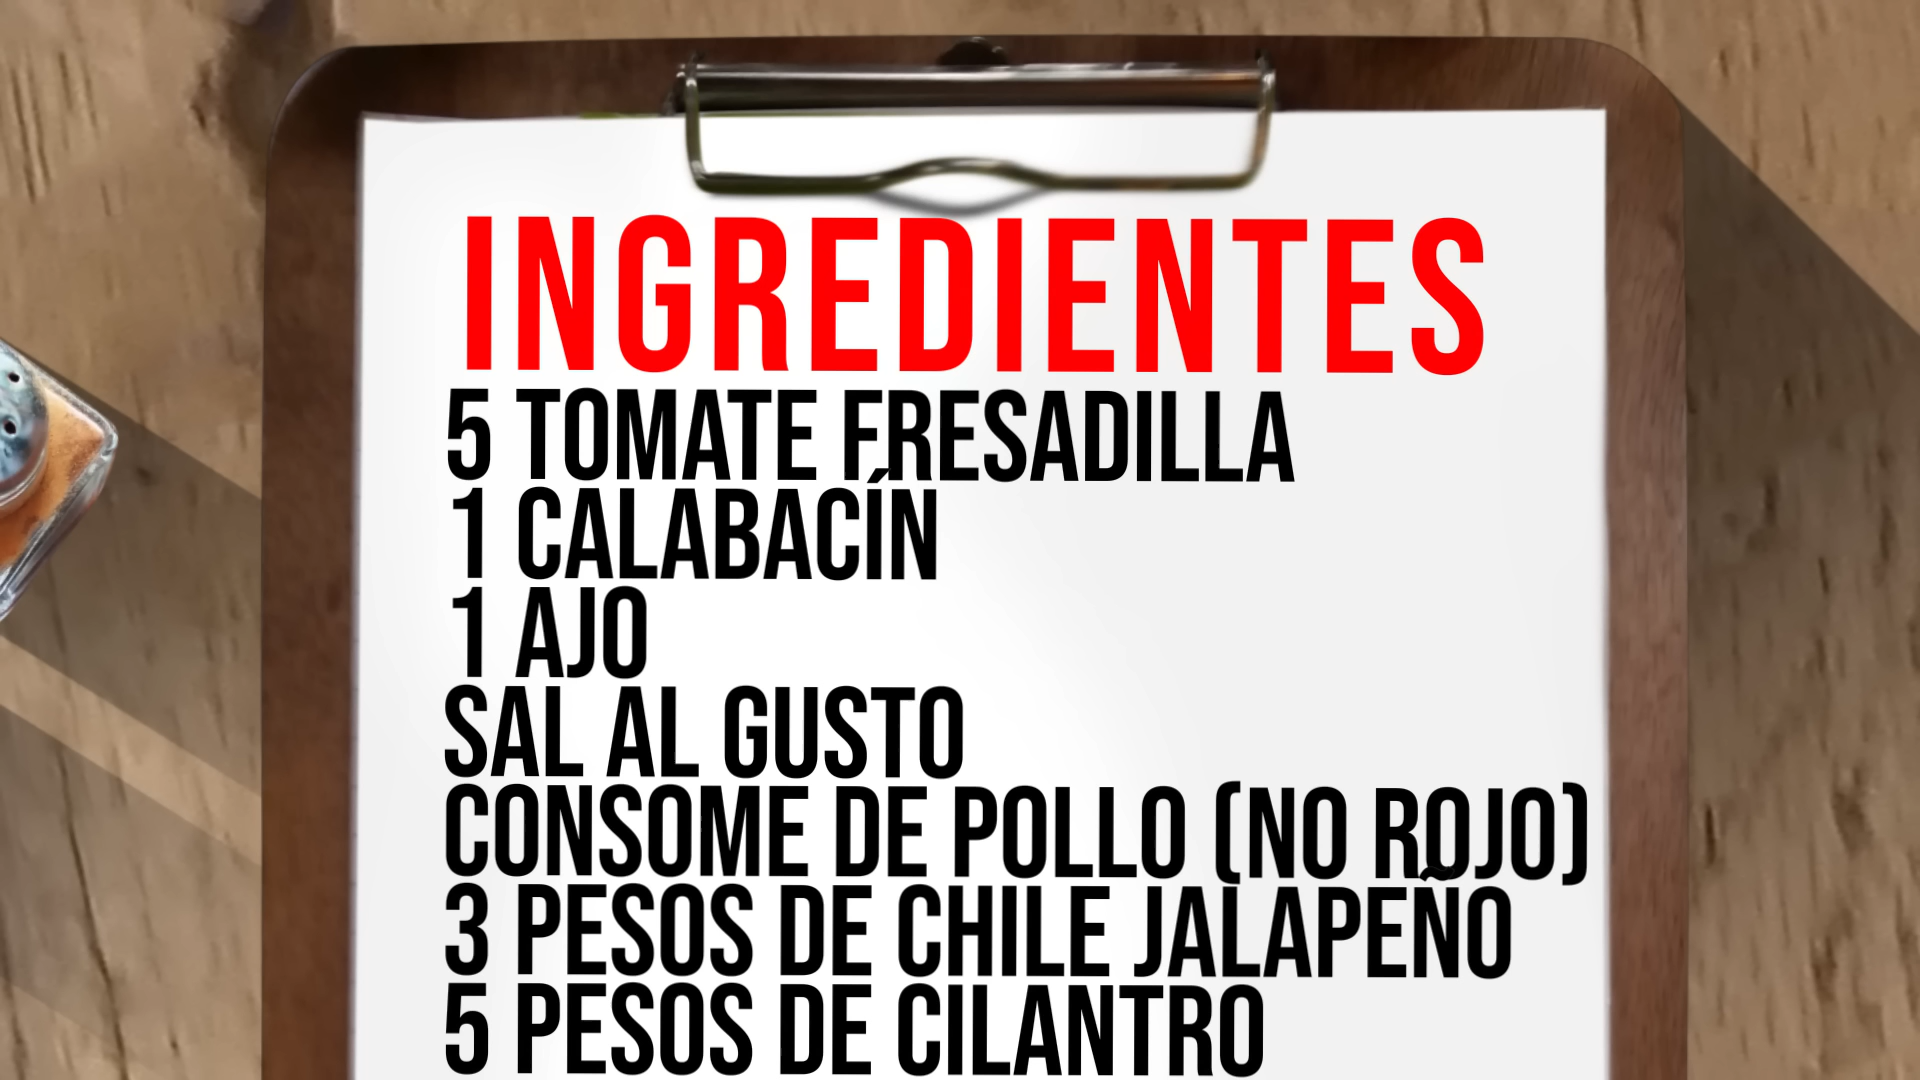 INGREDIENTES
5 TOMATE FRESADILLA
1 CALABACÍN
1 AJO
SAL AL GUSTO
CONSOME DE POLLO (NO ROJO)
3 PESOS DE CHILE JALAPEÑO
5 PESOS DE CILANTRO